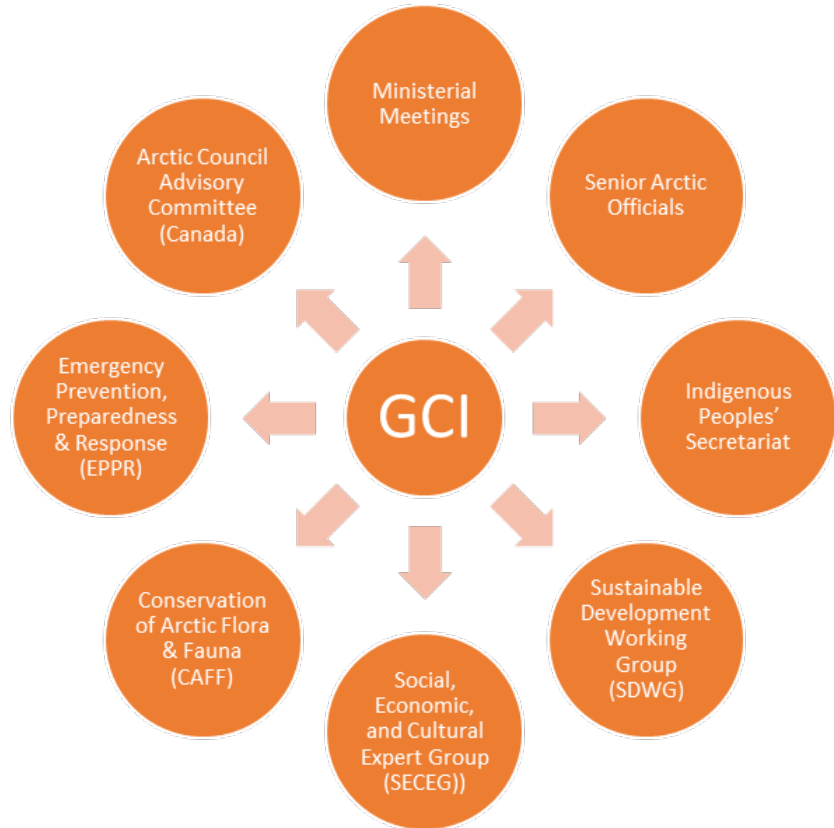 Ministerial
Meetings
Senior Arctic
Officials
Indigenous
Peoples’
Secretariat
Sustainable
Development
Working
Group
(SDWG)
Social,
Economic,
and Cultural
Expert Group
(SECEG))
Conservation
of Arctic Flora
& Fauna
(CAFF)
Emergency
Prevention,
Preparedness
& Response
(EPPR)
Arctic Council
Advisory
Committee
(Canada)
GCI